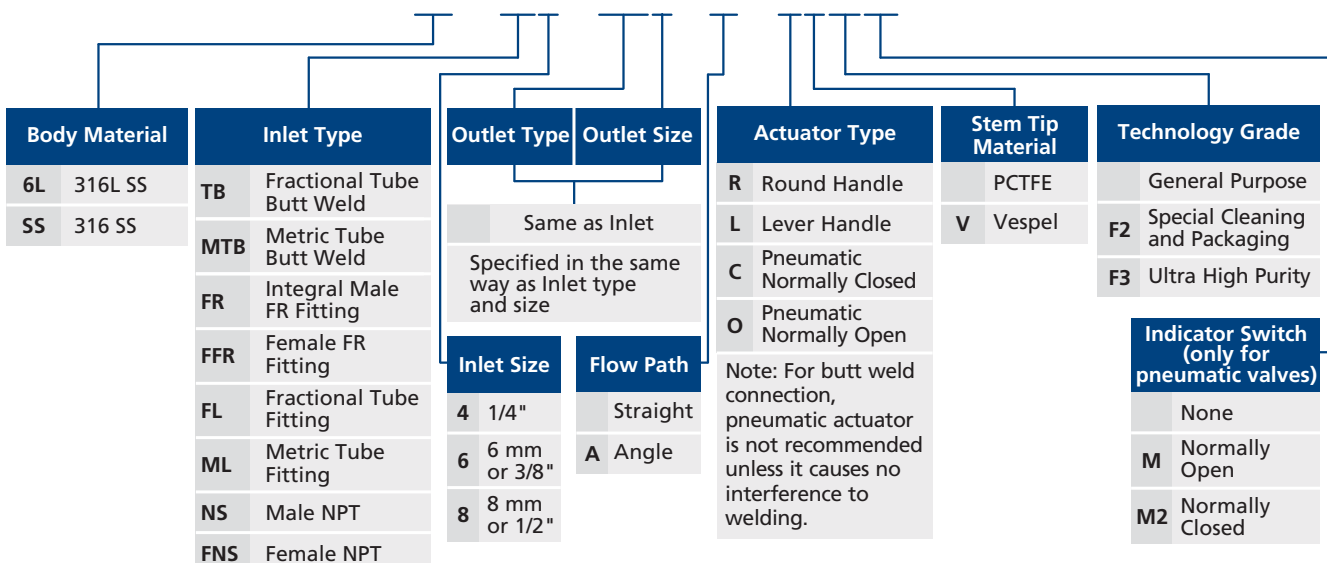 Body Material
6L 316L SS
SS 316 SS
Inlet Type
TB Fractional Tube
Butt Weld
MTB Metric Tube
Butt Weld
FR Integral Male
FR Fitting
FFR Female FR
Fitting
FL Fractional Tube
Fitting
ML Metric Tube
Fitting
NS Male NPT
FNS Female NPT
Outlet Type Outlet Size
Same as Inlet
Specified in the same
way as Inlet type
and size
Inlet Size
4 1/4"
6 6 mm
or 3/8"
8 8 mm
or 1/2"
Flow Path
Straight
A Angle
Actuator Type
R Round Handle
L Lever Handle
C Pneumatic
Normally Closed
O Pneumatic
Normally Open
Note: For butt weld
connection,
pneumatic actuator
is not recommended
unless it causes no
interference to
welding.
Stem Tip
Material
PCTFE
V Vespel
Technology Grade
General Purpose
F2 Special Cleaning
and Packaging
F3 Ultra High Purity
Indicator Switch
(only for
pneumatic valves)
None
M Normally
Open
M2 Normally
Closed